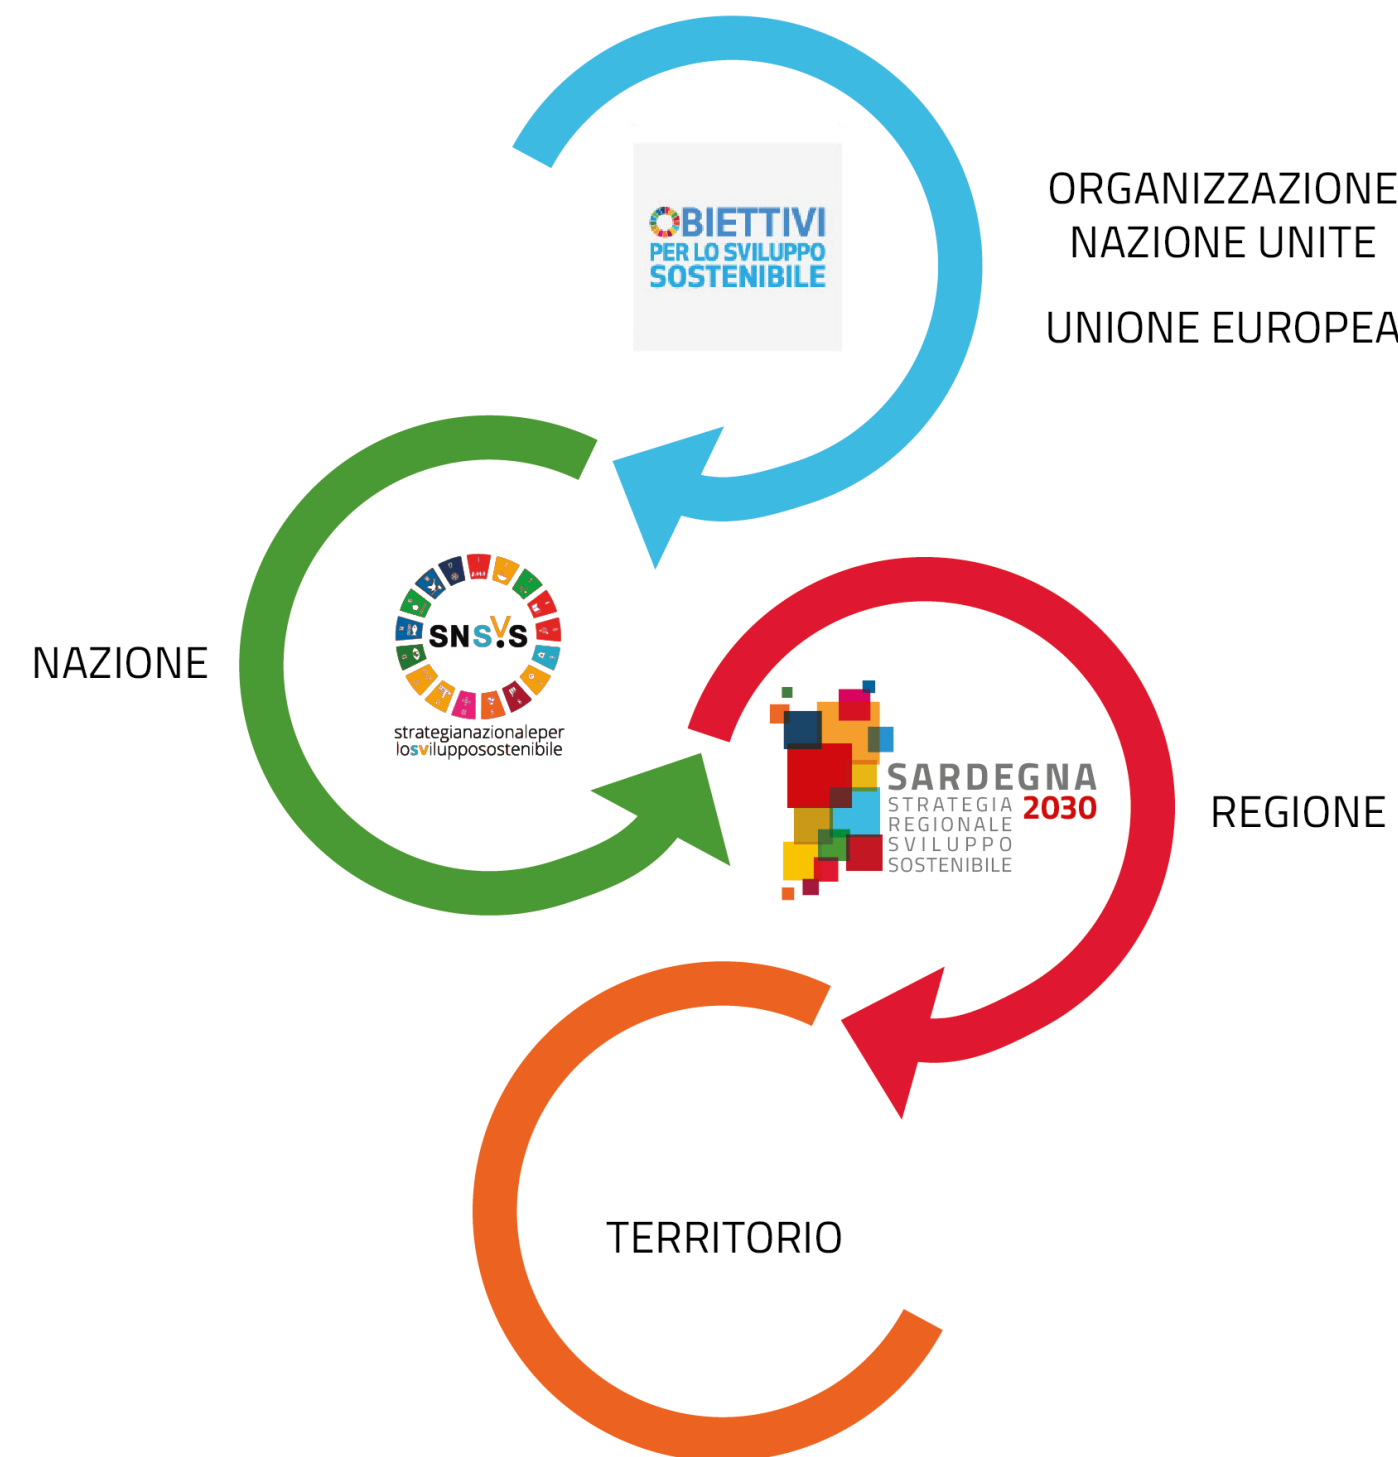 ORGANIZZAZIONE
NAZIONE UNITE
UNIONE EUROPEA
OBIETTIVI
PER LO SVILUPPO
SOSTENIBILE
NAZIONE
SNSVS
strategianazionaleper
losvilupposostenibile
SARDEGNA
STRATEGIA 2030
REGIONALE
SVILUPPO
SOSTENIBILE
REGIONE
TERRITORIO